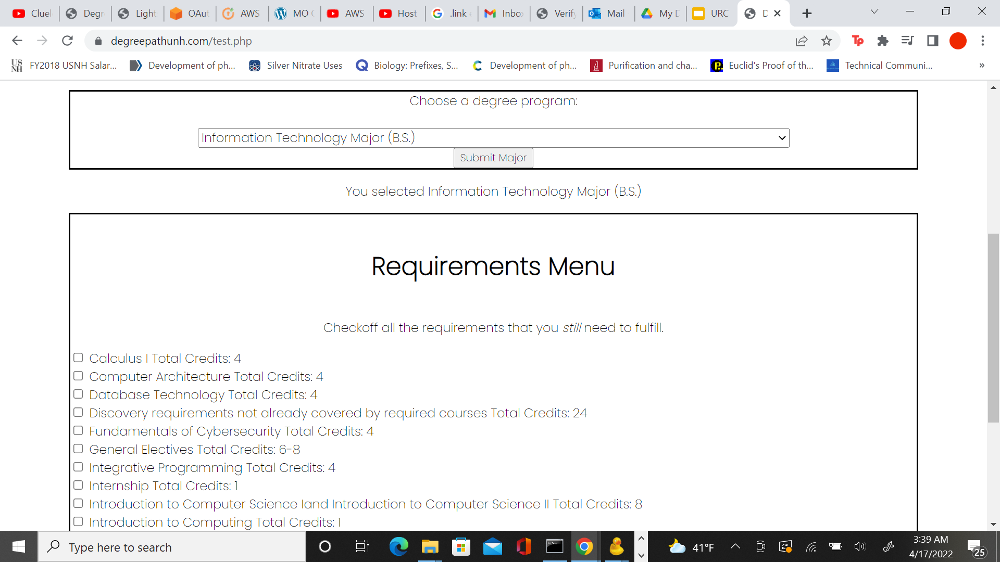 Clue Degr Light OAut AWS MO AWS Host .link Inbo Verify Mail My D URC D
degreepathunh.com/test.php
US NH FY2018 USNH Salar... Development of ph... Silver Nitrate Uses Biology: Prefixes, S... Development of ph... Purification and cha... Euclid's Proof of th... Technical Communi... »
Choose a degree program:
Information Technology Major (B.S.)
Submit Major
You selected Information Technology Major (B.S.)
Requirements Menu
Checkoff all the requirements that you still need to fulfill.
Calculus I Total Credits: 4
Computer Architecture Total Credits: 4
Database Technology Total Credits: 4
Discovery requirements not already covered by required courses Total Credits: 24
Fundamentals of Cybersecurity Total Credits: 4
General Electives Total Credits: 6-8
Integrative Programming Total Credits: 4
Internship Total Credits: 1
Introduction to Computer Science Iand Introduction to Computer Science II Total Credits: 8
Introduction to Computing Total Credits: 1
Type here to search
41°F
3:39 AM
4/17/2022
25